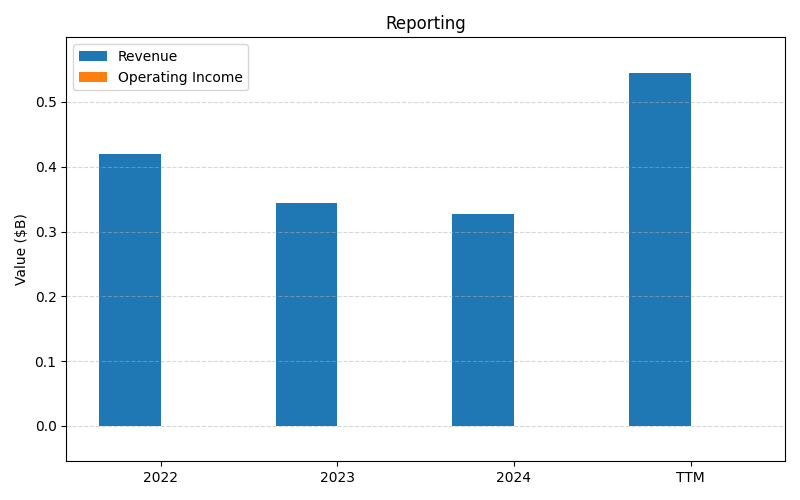 Reporting
Revenue
Operating Income
Value ($B)
0.5
0.4
0.3
0.2
0.1
0.0
2022 2023 2024 TTM